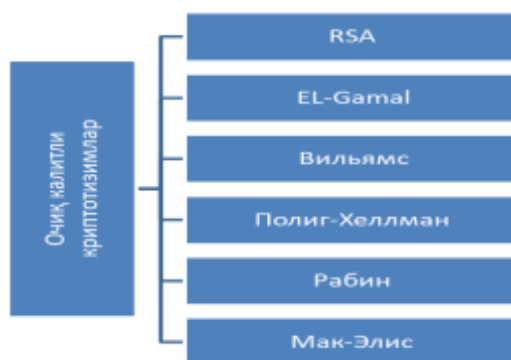 Очиқ калитли
криптотизимлар
RSA
EL-Gamal
Вильямс
Полиг-Хеллман
Рабин
Мак-Элис